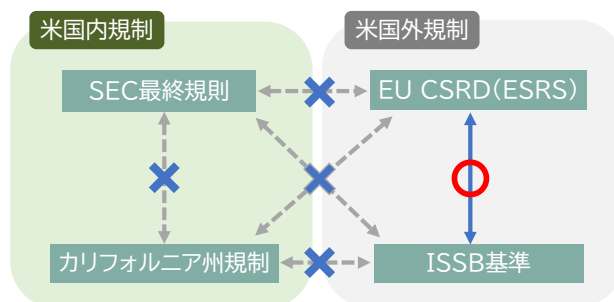 米国内規制
米国外規制
SEC最終規則
EU CSRD(ESRS)
カリフォルニア州規制
ISSB基準